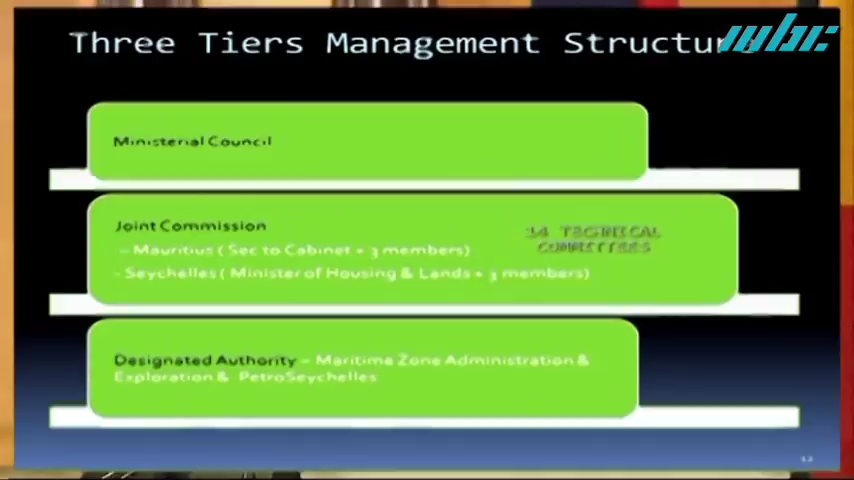 Three Tiers Management Structure
mbc
Ministerial Council
Joint Commission
– Mauritius ( Sec to Cabinet + 3 members)
- Seychelles ( Minister of Housing & Lands + 3 members)
14 TECHNICAL
COMMITTEES
Designated Authority – Maritime Zone Administration &
Exploration & PetroSeychelles